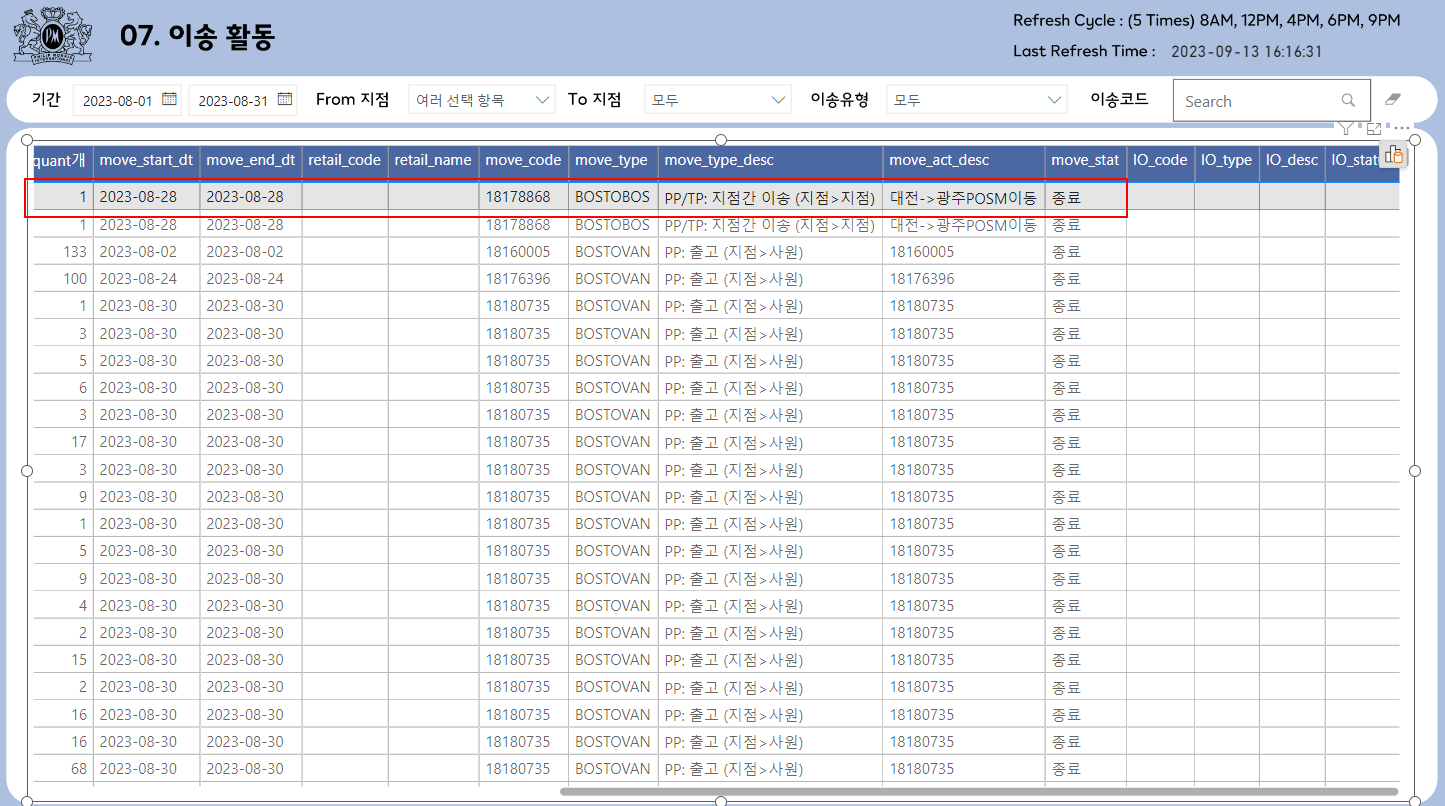 07. 이송 활동
Refresh Cycle : (5 Times) 8AM, 12PM, 4PM, 6PM, 9PM
Last Refresh Time : 2023-09-13 16:16:31
PM
PHILIP MORRIS
INTERNATIONAL
기간 2023-08-01 2023-08-31 From 지점 여러 선택 항목 To 지점 모두 이송유형 모두 이송코드 Search
quant개 move_start_dt move_end_dt retail_code retail_name move_code move_type move_type_desc move_act_desc move_stat IO_code IO_type IO_desc IO_stat
1 2023-08-28 2023-08-28 18178868 BOSTOBOS PP/TP: 지점간 이송 (지점>지점) 대전->광주POSM이동 종료
1 2023-08-28 2023-08-28 18178868 BOSTOBOS PP/TP: 지점간 이송 (지점>지점) 대전->광주POSM이동 종료
133 2023-08-02 2023-08-02 18160005 BOSTOVAN PP: 출고 (지점>사원) 18160005 종료
100 2023-08-24 2023-08-24 18176396 BOSTOVAN PP: 출고 (지점>사원) 18176396 종료
1 2023-08-30 2023-08-30 18180735 BOSTOVAN PP: 출고 (지점>사원) 18180735 종료
3 2023-08-30 2023-08-30 18180735 BOSTOVAN PP: 출고 (지점>사원) 18180735 종료
5 2023-08-30 2023-08-30 18180735 BOSTOVAN PP: 출고 (지점>사원) 18180735 종료
6 2023-08-30 2023-08-30 18180735 BOSTOVAN PP: 출고 (지점>사원) 18180735 종료
3 2023-08-30 2023-08-30 18180735 BOSTOVAN PP: 출고 (지점>사원) 18180735 종료
17 2023-08-30 2023-08-30 18180735 BOSTOVAN PP: 출고 (지점>사원) 18180735 종료
3 2023-08-30 2023-08-30 18180735 BOSTOVAN PP: 출고 (지점>사원) 18180735 종료
9 2023-08-30 2023-08-30 18180735 BOSTOVAN PP: 출고 (지점>사원) 18180735 종료
1 2023-08-30 2023-08-30 18180735 BOSTOVAN PP: 출고 (지점>사원) 18180735 종료
5 2023-08-30 2023-08-30 18180735 BOSTOVAN PP: 출고 (지점>사원) 18180735 종료
9 2023-08-30 2023-08-30 18180735 BOSTOVAN PP: 출고 (지점>사원) 18180735 종료
4 2023-08-30 2023-08-30 18180735 BOSTOVAN PP: 출고 (지점>사원) 18180735 종료
2 2023-08-30 2023-08-30 18180735 BOSTOVAN PP: 출고 (지점>사원) 18180735 종료
15 2023-08-30 2023-08-30 18180735 BOSTOVAN PP: 출고 (지점>사원) 18180735 종료
2 2023-08-30 2023-08-30 18180735 BOSTOVAN PP: 출고 (지점>사원) 18180735 종료
16 2023-08-30 2023-08-30 18180735 BOSTOVAN PP: 출고 (지점>사원) 18180735 종료
16 2023-08-30 2023-08-30 18180735 BOSTOVAN PP: 출고 (지점>사원) 18180735 종료
68 2023-08-30 2023-08-30 18180735 BOSTOVAN PP: 출고 (지점>사원) 18180735 종료